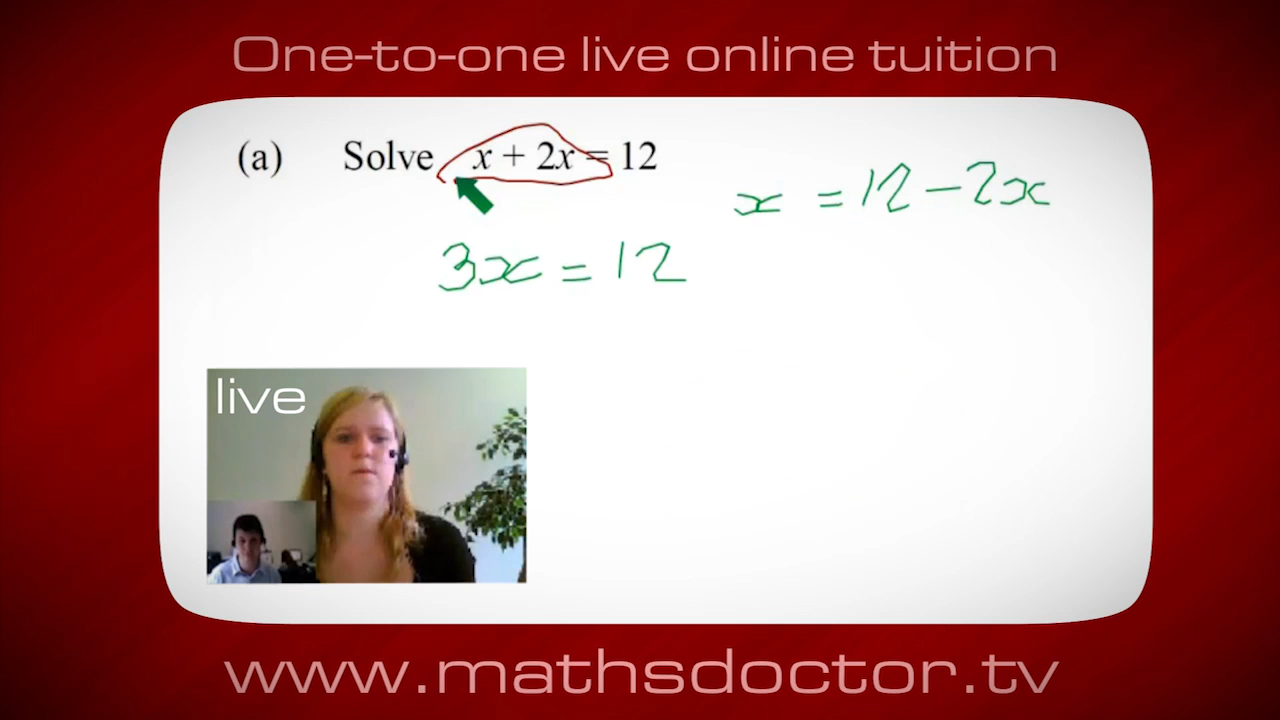 One-to-one live online tuition
(a) Solve x + 2x = 12
x = 12 - 2x
3x = 12
live
www.mathsdoctor.tv